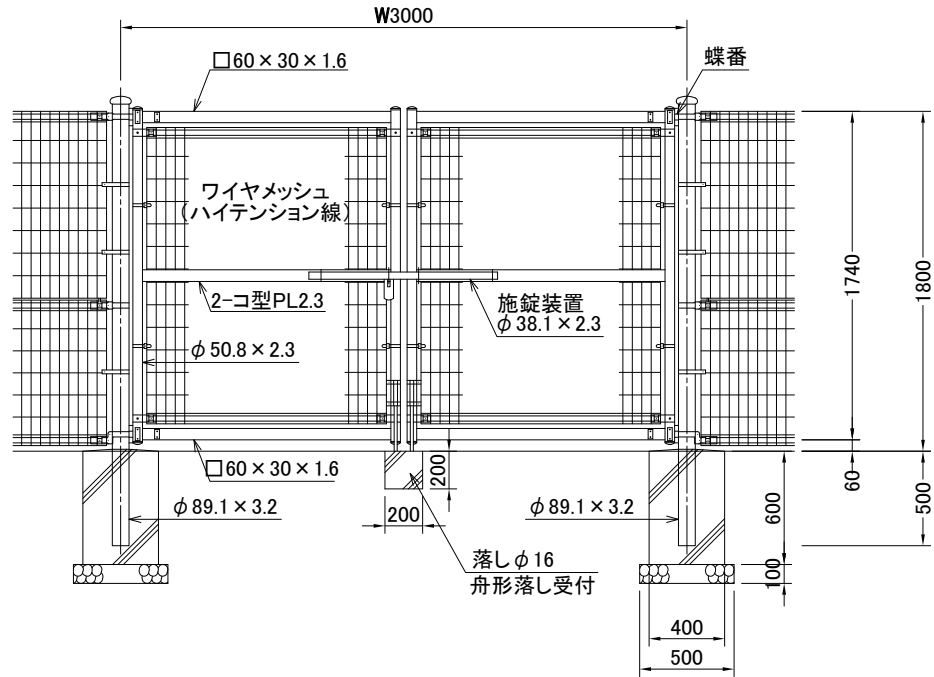 W3000
□60×30×1.6
蝶番
ワイヤメッシュ
(ハイテンション線)
2-コ型PL2.3
施錠装置
φ38.1×2.3
φ50.8×2.3
1740
1800
□60×30×1.6
200
60
φ89.1×3.2
200
φ89.1×3.2
600
500
落しφ16
舟形落し受付
100
400
500